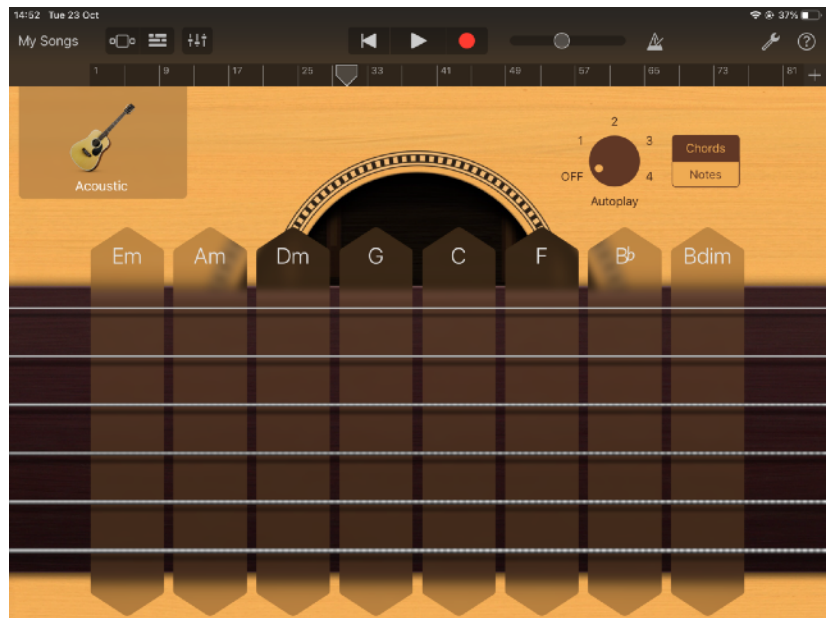 14:52 Tue 23 Oct
37%
My Songs
1 9 17 25 33 41 49 57 65 73 81
Acoustic
OFF 1 2 3 4
Autoplay
Chords
Notes
Em Am Dm G C F B♭ Bdim